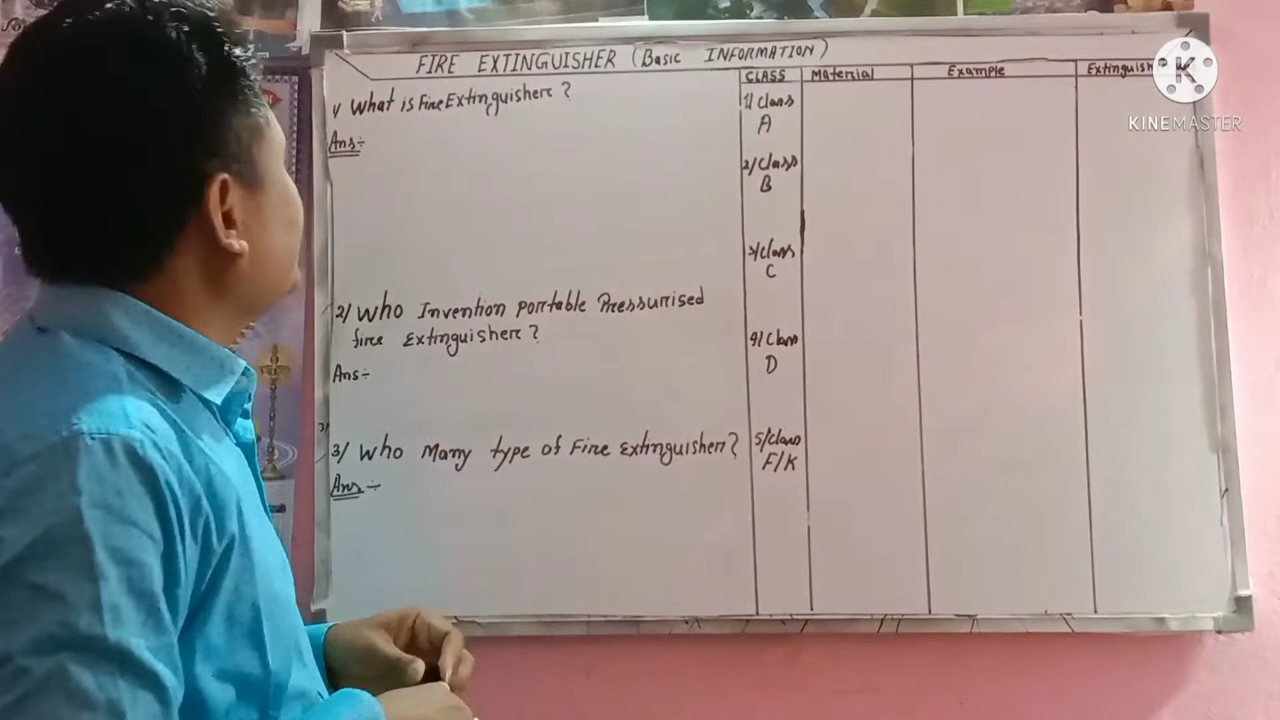 FIRE EXTINGUISHER (Basic INFORMATION)
1/ What is Fire Extinguisher ?
Ans:-
2/ Who Invention Portable Pressurised
fire Extinguisher ?
Ans:-
3/
3/ Who Many type of Fire Extinguisher?
Ans :-
CLASS Material Example Extinguish
1/ Class
A
2/ Class
B
3/ Class
C
4/ Class
D
5/ Class
F/K
K
KINEMASTER